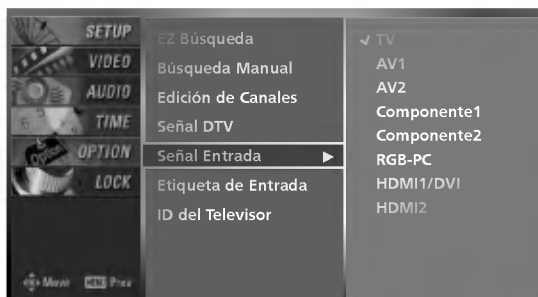 SETUP
VIDEO
AUDIO
TIME
OPTION
LOCK
Move MENU Prev
EZ Búsqueda
Búsqueda Manual
Edición de Canales
Señal DTV
Señal Entrada ▶
Etiqueta de Entrada
ID del Televisor
✓ TV
AV1
AV2
Componente1
Componente2
RGB-PC
HDMI1/DVI
HDMI2